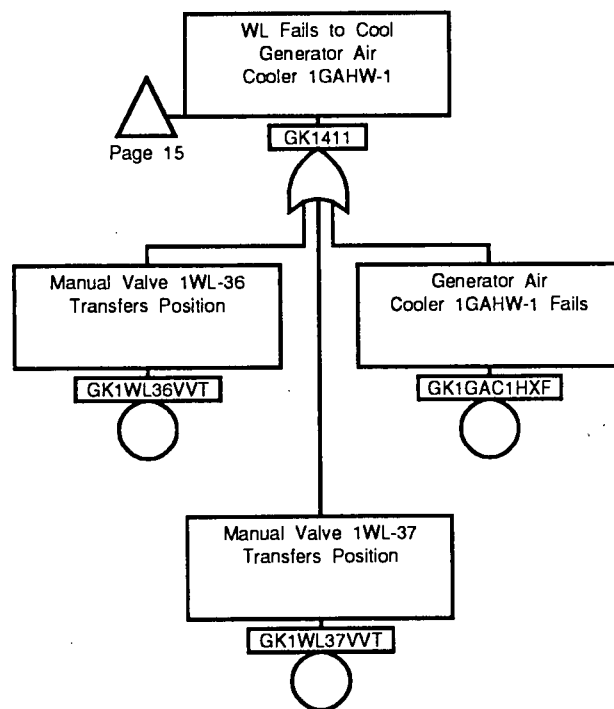 WL Fails to Cool
Generator Air
Cooler 1GAHW-1
Page 15
GK1411
Manual Valve 1WL-36
Transfers Position
GK1WL36VVT
Generator Air
Cooler 1GAHW-1 Fails
GK1GAC1HXF
Manual Valve 1WL-37
Transfers Position
GK1WL37VVT